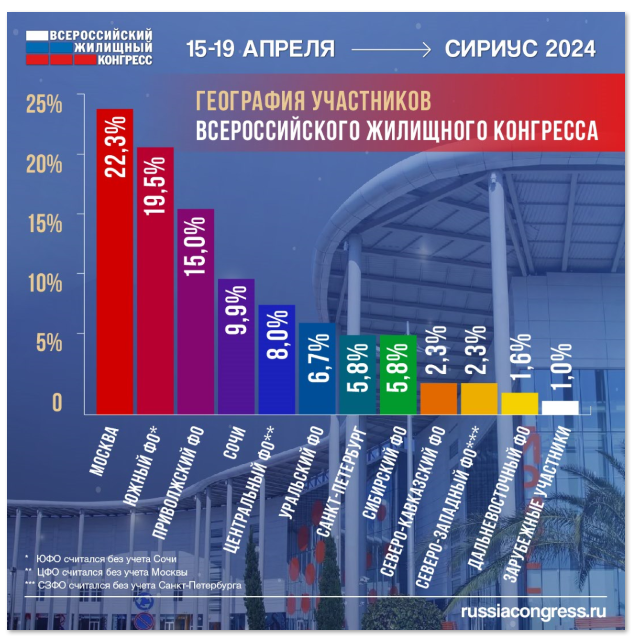 ВСЕРОССИЙСКИЙ
ЖИЛИЩНЫЙ
КОНГРЕСС
15-19 АПРЕЛЯ
СИРИУС 2024
ГЕОГРАФИЯ УЧАСТНИКОВ
ВСЕРОССИЙСКОГО ЖИЛИЩНОГО КОНГРЕССА
25%
20%
15%
10%
5%
0
22,3%
19,5%
15,0%
9,9%
8,0%
6,7%
5,8%
5,8%
2,3%
2,3%
1,6%
1,0%
МОСКВА
ЮЖНЫЙ ФО*
ПРИВОЛЖСКИЙ ФО
СОЧИ
ЦЕНТРАЛЬНЫЙ ФО**
УРАЛЬСКИЙ ФО
САНКТ-ПЕТЕРБУРГ
СИБИРСКИЙ ФО
СЕВЕРО-КАВКАЗСКИЙ ФО
СЕВЕРО-ЗАПАДНЫЙ ФО***
ДАЛЬНЕВОСТОЧНЫЙ ФО
ЗАРУБЕЖНЫЕ УЧАСТНИКИ
* ЮФО считался без учета Сочи
** ЦФО считался без учета Москвы
*** СЗФО считался без учета Санкт-Петербурга
russiacongress.ru